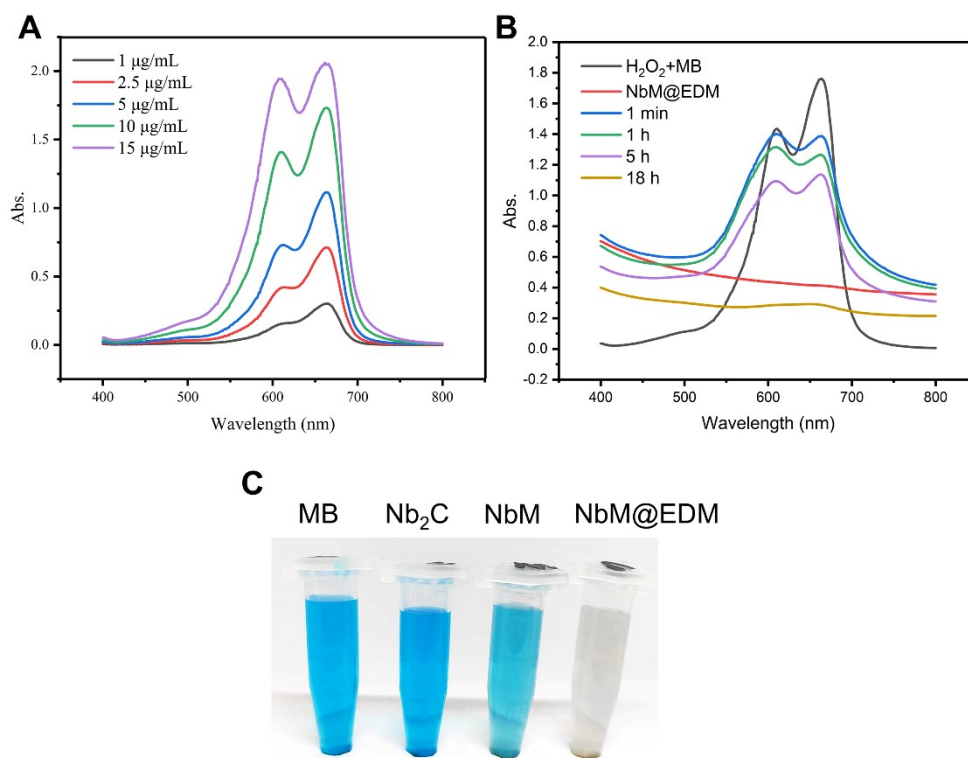 A
1 μg/mL
2.5 μg/mL
5 μg/mL
10 μg/mL
15 μg/mL
2.0
1.5
1.0
0.5
0.0
Abs.
400
500
600
700
800
Wavelength (nm)
B
H₂O₂+MB
NbM@EDM
1 min
1 h
5 h
18 h
2.0
1.8
1.6
1.4
1.2
1.0
0.8
0.6
0.4
0.2
0.0
-0.2
Abs.
400
500
600
700
800
Wavelength (nm)
C
MB Nb₂C NbM NbM@EDM